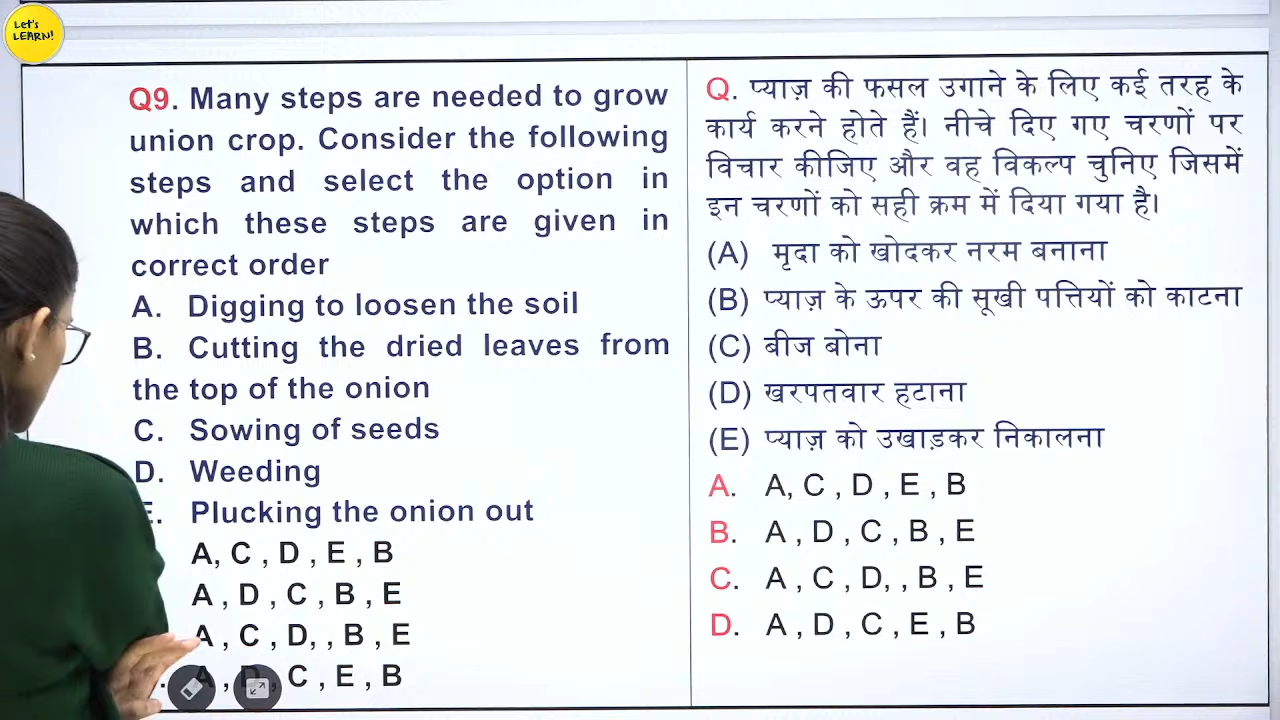 Let's
LEARN!
Q9. Many steps are needed to grow
union crop. Consider the following
steps and select the option in
which these steps are given in
correct order
A. Digging to loosen the soil
B. Cutting the dried leaves from
the top of the onion
C. Sowing of seeds
D. Weeding
E. Plucking the onion out
A, C , D , E , B
A , D , C , B , E
A , C , D, , B , E
A , D , C , E , B
Q. प्याज़ की फसल उगाने के लिए कई तरह के
कार्य करने होते हैं। नीचे दिए गए चरणों पर
विचार कीजिए और वह विकल्प चुनिए जिसमें
इन चरणों को सही क्रम में दिया गया है।
(A) मृदा को खोदकर नरम बनाना
(B) प्याज़ के ऊपर की सूखी पत्तियों को काटना
(C) बीज बोना
(D) खरपतवार हटाना
(E) प्याज़ को उखाड़कर निकालना
A. A, C , D , E , B
B. A , D , C , B , E
C. A , C , D, , B , E
D. A , D , C , E , B